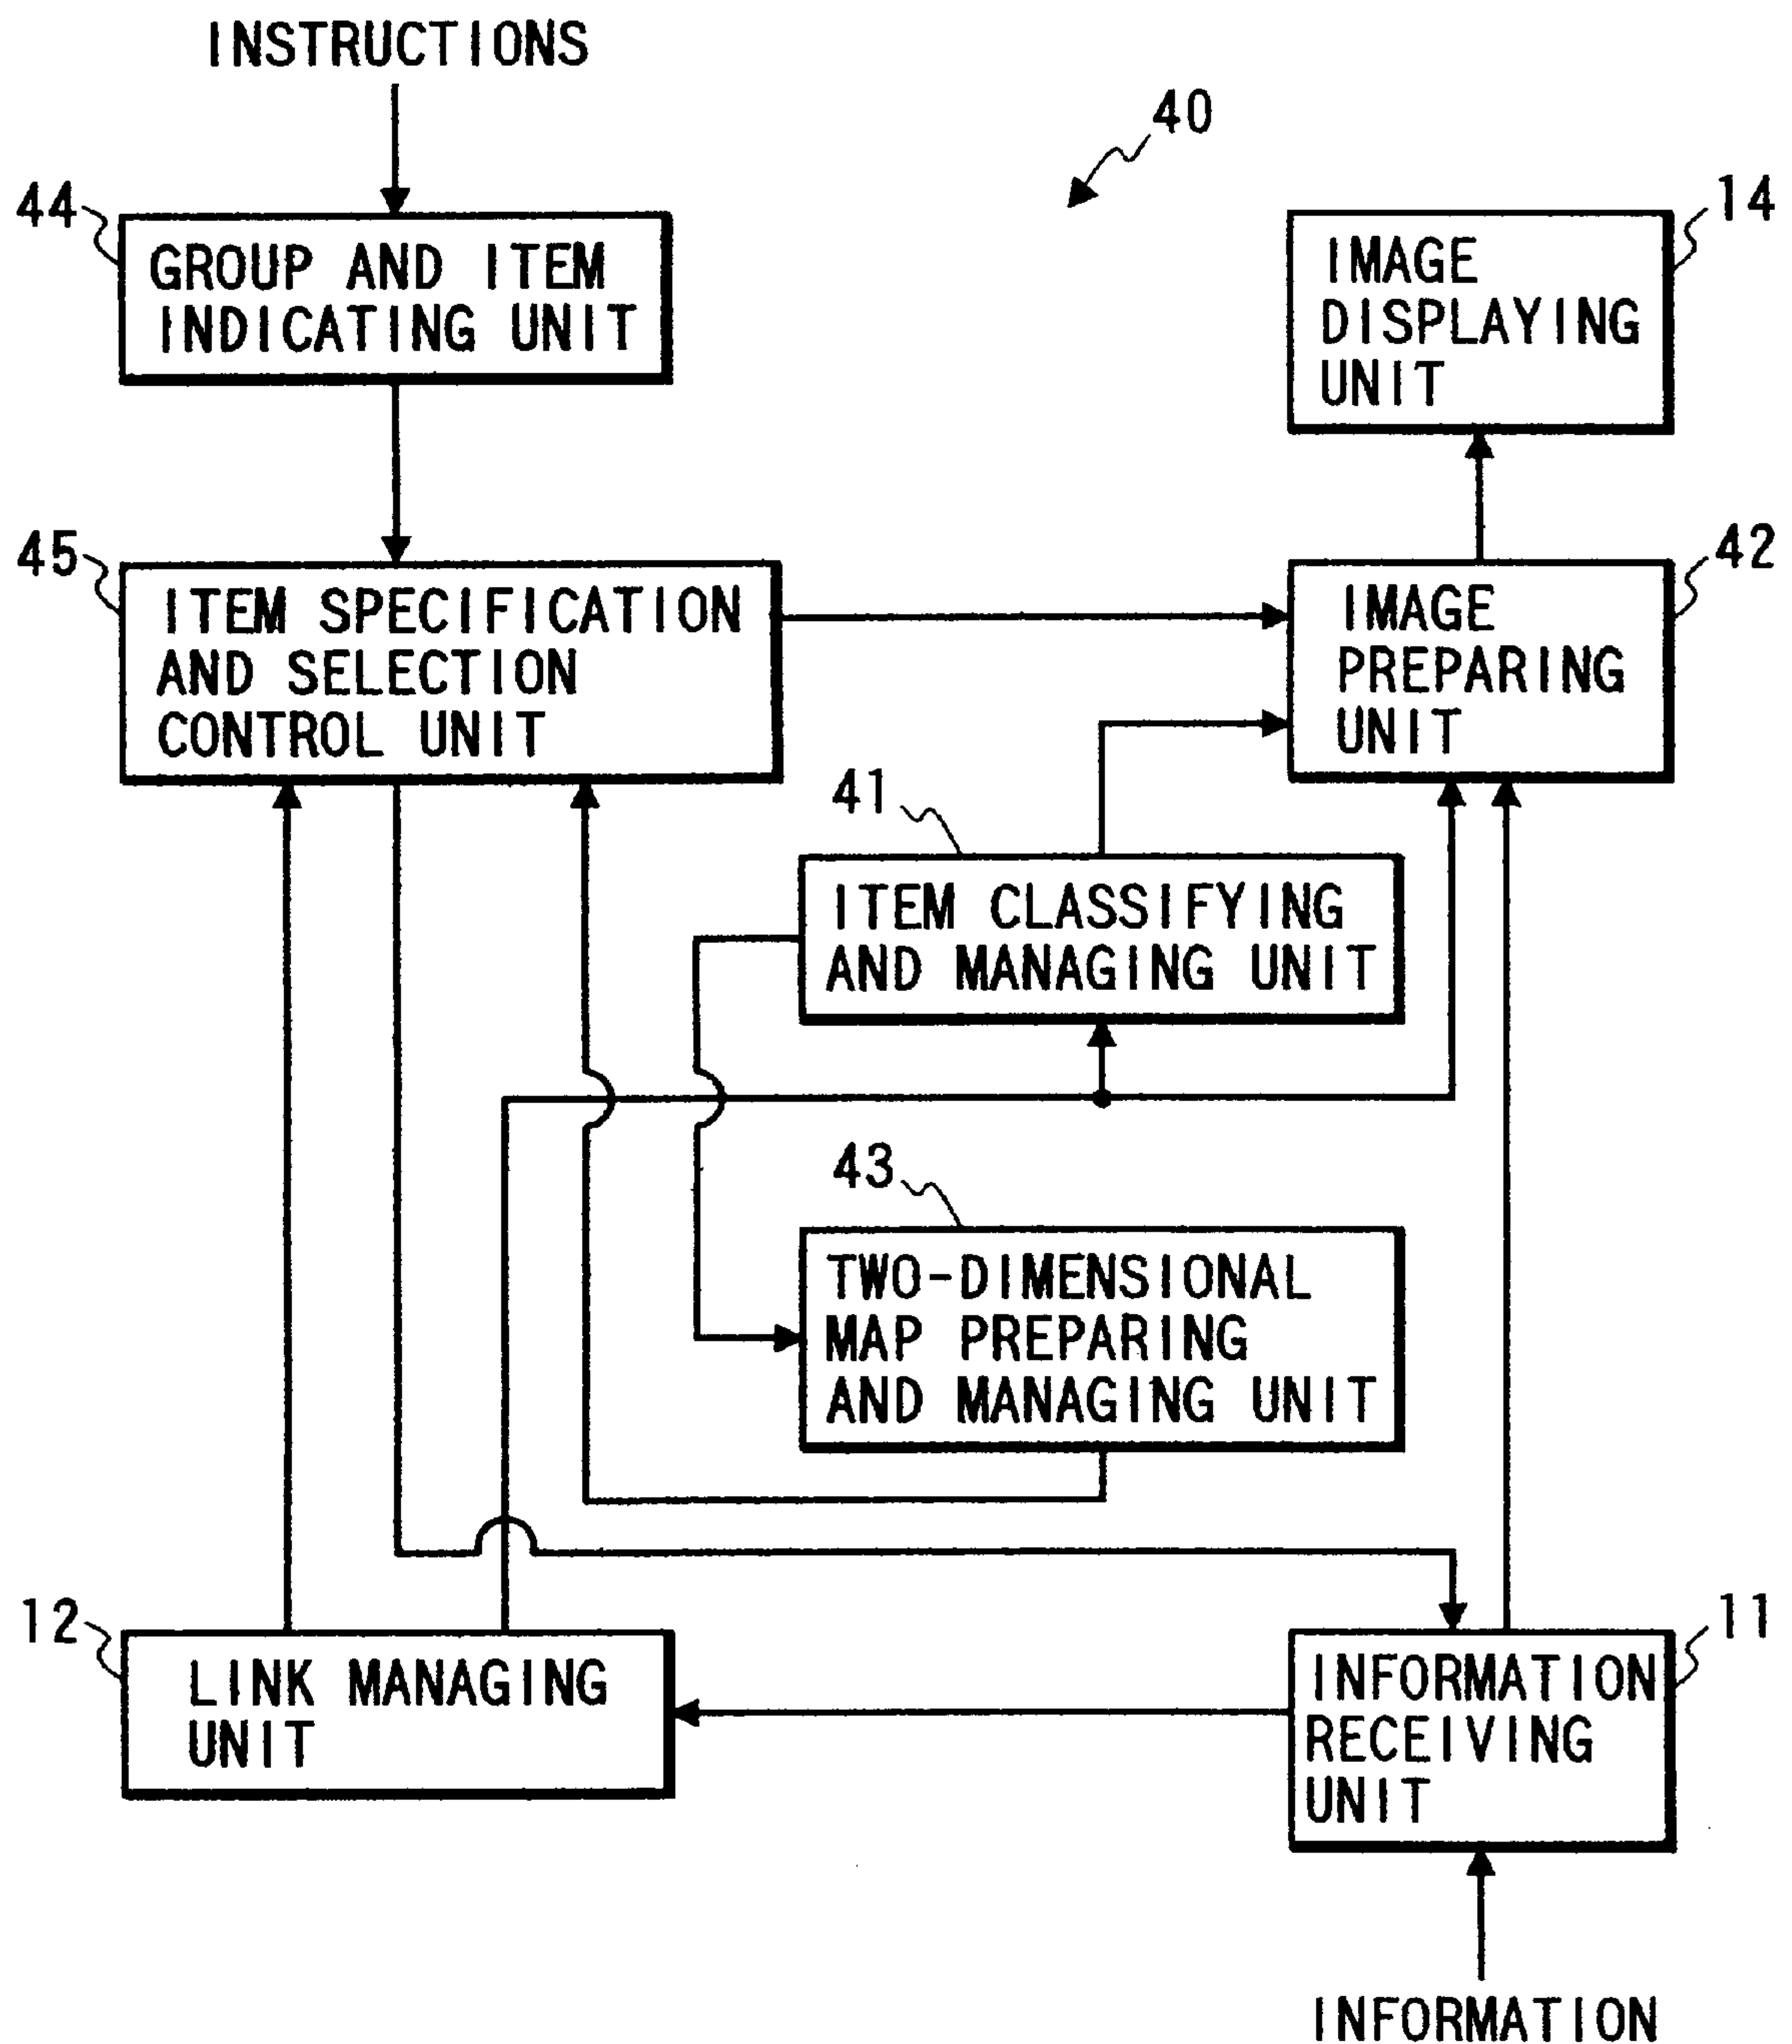 INSTRUCTIONS
40
44
GROUP AND ITEM
INDICATING UNIT
14
IMAGE
DISPLAYING
UNIT
45
ITEM SPECIFICATION
AND SELECTION
CONTROL UNIT
42
IMAGE
PREPARING
UNIT
41
ITEM CLASSIFYING
AND MANAGING UNIT
43
TWO-DIMENSIONAL
MAP PREPARING
AND MANAGING UNIT
12
LINK MANAGING
UNIT
11
INFORMATION
RECEIVING
UNIT
INFORMATION